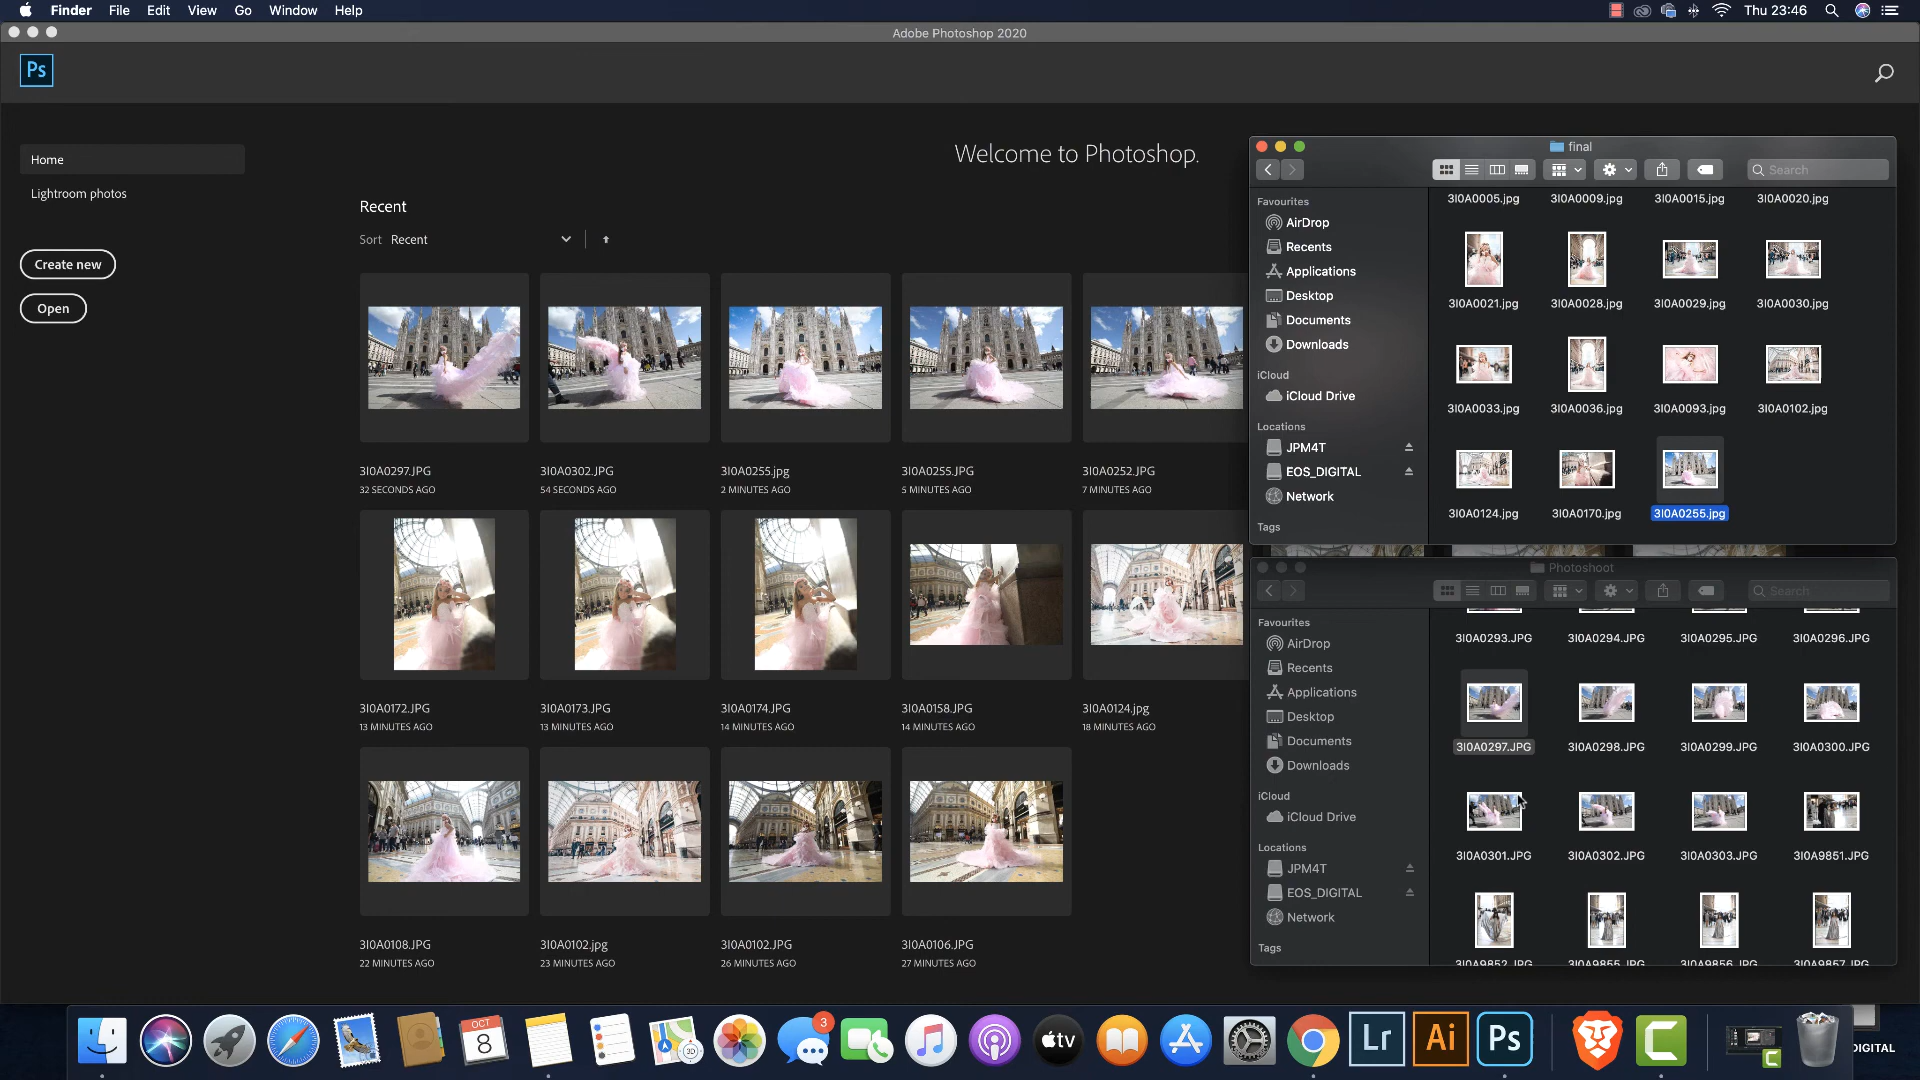 Finder File Edit View Go Window Help
Thu 23:46
Adobe Photoshop 2020
Ps
Home
Lightroom photos
Create new
Open
Welcome to Photoshop.
Recent
Sort Recent
3I0A0297.JPG
32 SECONDS AGO
3I0A0302.JPG
54 SECONDS AGO
3I0A0255.jpg
2 MINUTES AGO
3I0A0255.JPG
5 MINUTES AGO
3I0A0252.JPG
7 MINUTES AGO
3I0A0172.JPG
13 MINUTES AGO
3I0A0173.JPG
13 MINUTES AGO
3I0A0174.JPG
14 MINUTES AGO
3I0A0158.JPG
14 MINUTES AGO
3I0A0124.jpg
18 MINUTES AGO
3I0A0108.JPG
22 MINUTES AGO
3I0A0102.jpg
23 MINUTES AGO
3I0A0102.JPG
26 MINUTES AGO
3I0A0106.JPG
27 MINUTES AGO
final
Search
Favourites
AirDrop
Recents
Applications
Desktop
Documents
Downloads
iCloud
iCloud Drive
Locations
JPM4T
EOS_DIGITAL
Network
Tags
3I0A0005.jpg 3I0A0009.jpg 3I0A0015.jpg 3I0A0020.jpg
3I0A0021.jpg 3I0A0028.jpg 3I0A0029.jpg 3I0A0030.jpg
3I0A0033.jpg 3I0A0036.jpg 3I0A0093.jpg 3I0A0102.jpg
3I0A0124.jpg 3I0A0170.jpg 3I0A0255.jpg
Photoshoot
Search
Favourites
AirDrop
Recents
Applications
Desktop
Documents
Downloads
iCloud
iCloud Drive
Locations
JPM4T
EOS_DIGITAL
Network
Tags
3I0A0293.JPG 3I0A0294.JPG 3I0A0295.JPG 3I0A0296.JPG
3I0A0297.JPG 3I0A0298.JPG 3I0A0299.JPG 3I0A0300.JPG
3I0A0301.JPG 3I0A0302.JPG 3I0A0303.JPG 3I0A9851.JPG
3I0A9852.JPG 3I0A9855.JPG 3I0A9856.JPG 3I0A9857.JPG
OCT
8
3D
3
tv
Lr
Ai
Ps
C
C
DIGITAL